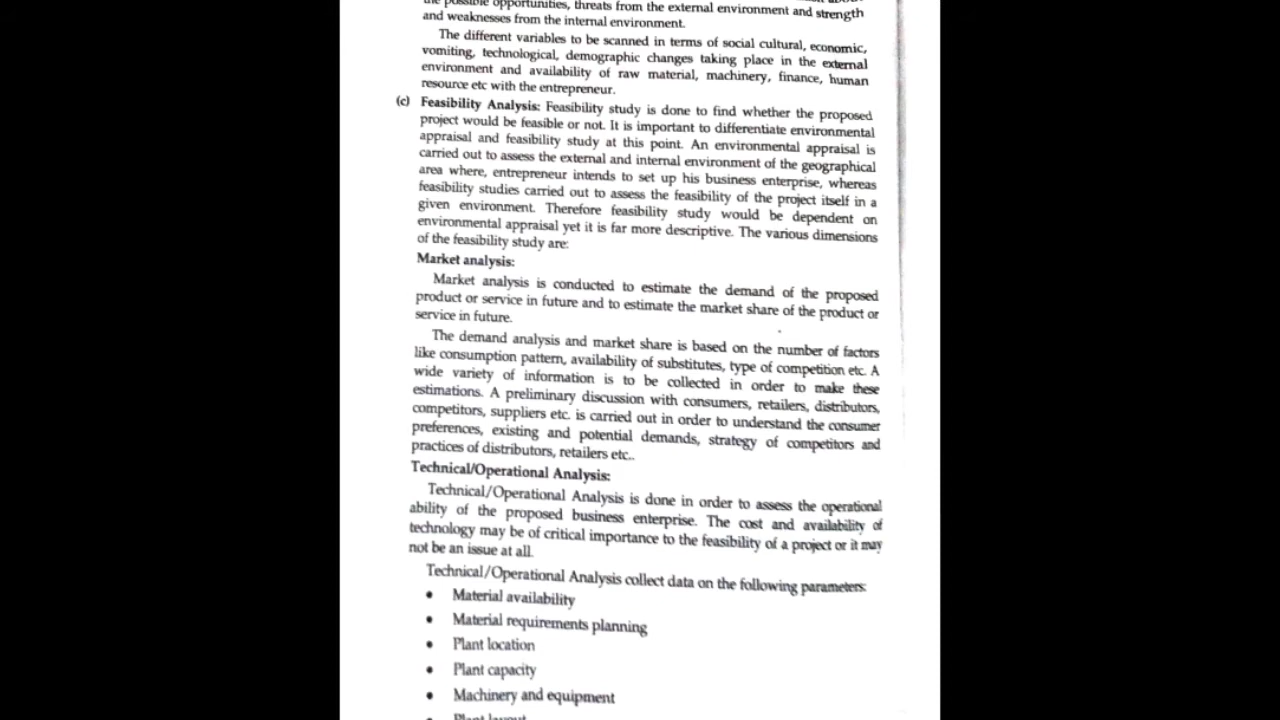 the possible opportunities, threats from the external environment and strength
and weaknesses from the internal environment.
The different variables to be scanned in terms of social cultural, economic,
vomiting, technological, demographic changes taking place in the external
environment and availability of raw material, machinery, finance, human
resource etc with the entrepreneur.
(c) Feasibility Analysis: Feasibility study is done to find whether the proposed
project would be feasible or not. It is important to differentiate environmental
appraisal and feasibility study at this point. An environmental appraisal is
carried out to assess the external and internal environment of the geographical
area where, entrepreneur intends to set up his business enterprise, whereas
feasibility studies carried out to assess the feasibility of the project itself in a
given environment. Therefore feasibility study would be dependent on
environmental appraisal yet it is far more descriptive. The various dimensions
of the feasibility study are:
Market analysis:
Market analysis is conducted to estimate the demand of the proposed
product or service in future and to estimate the market share of the product or
service in future.
The demand analysis and market share is based on the number of factors
like consumption pattern, availability of substitutes, type of competition etc. A
wide variety of information is to be collected in order to make these
estimations. A preliminary discussion with consumers, retailers, distributors,
competitors, suppliers etc. is carried out in order to understand the consumer
preferences, existing and potential demands, strategy of competitors and
practices of distributors, retailers etc..
Technical/Operational Analysis:
Technical/Operational Analysis is done in order to assess the operational
ability of the proposed business enterprise. The cost and availability of
technology may be of critical importance to the feasibility of a project or it may
not be an issue at all.
Technical/Operational Analysis collect data on the following parameters:
• Material availability
• Material requirements planning
• Plant location
• Plant capacity
• Machinery and equipment
• Plant layout